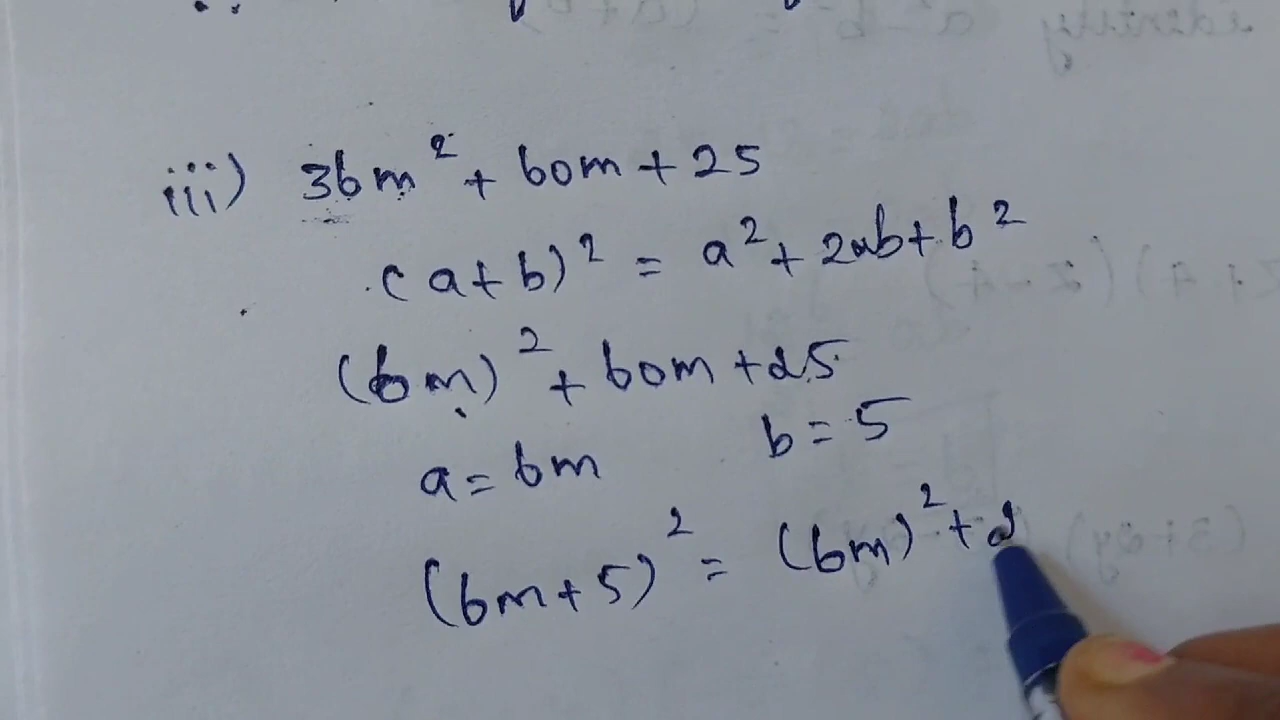 iii) 36m² + 60m + 25
(a+b)² = a² + 2ab + b²
(6m)² + 60m + 25
a = 6m b = 5
(6m+5)² = (6m)² + 2